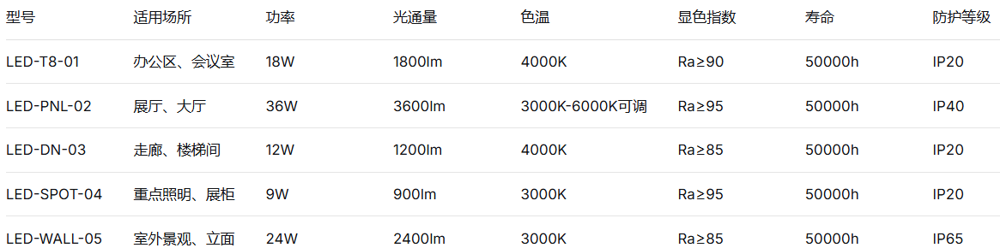 型号 适用场所 功率 光通量 色温 显色指数 寿命 防护等级
LED-T8-01 办公区、会议室 18W 1800lm 4000K Ra≥90 50000h IP20
LED-PNL-02 展厅、大厅 36W 3600lm 3000K-6000K可调 Ra≥95 50000h IP40
LED-DN-03 走廊、楼梯间 12W 1200lm 4000K Ra≥85 50000h IP20
LED-SPOT-04 重点照明、展柜 9W 900lm 3000K Ra≥95 50000h IP20
LED-WALL-05 室外景观、立面 24W 2400lm 3000K Ra≥85 50000h IP65